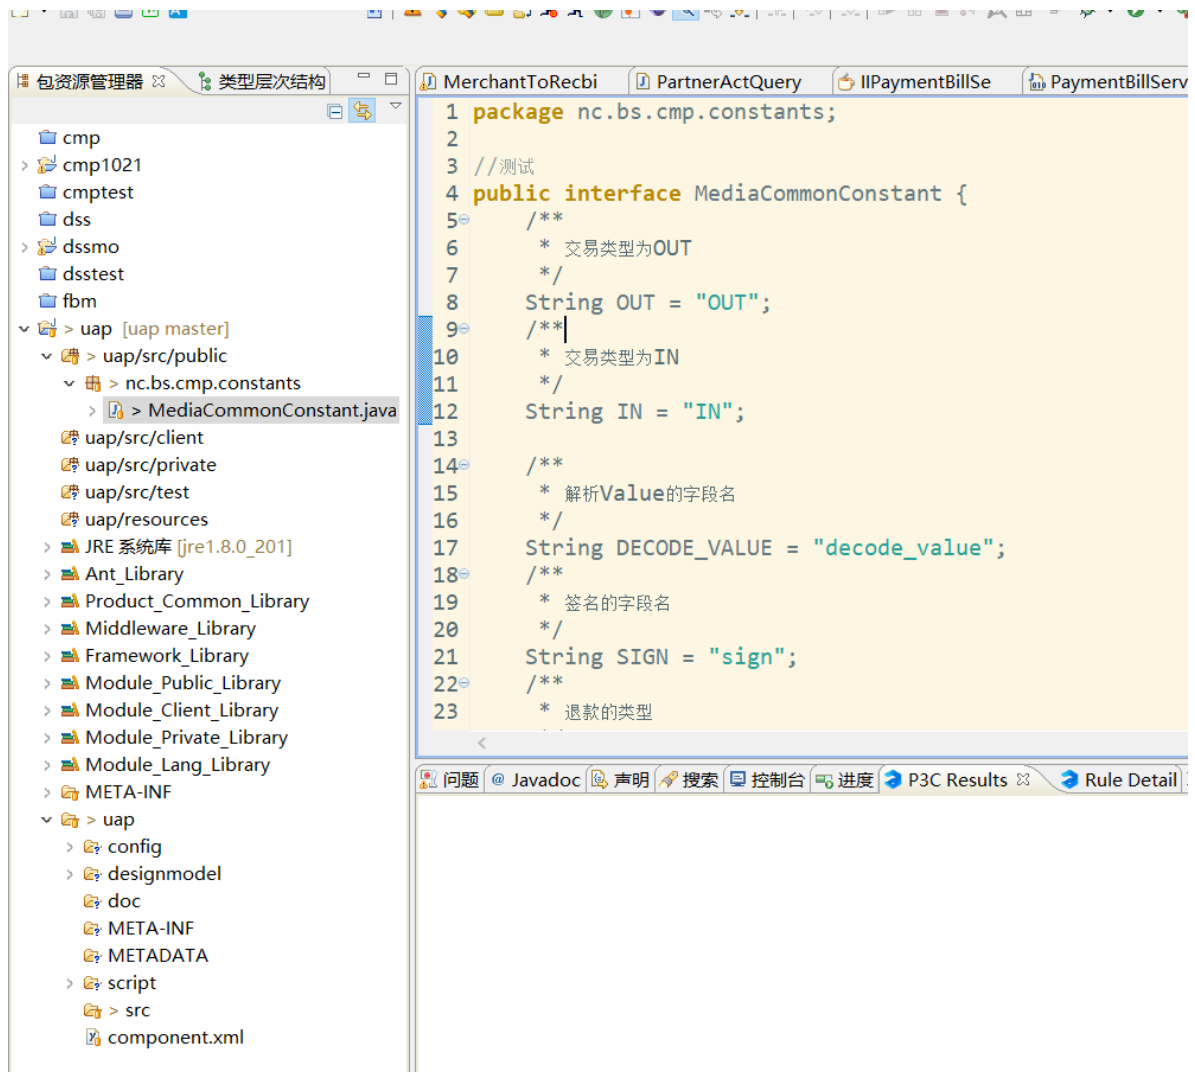 包资源管理器
类型层次结构
cmp
cmp1021
cmptest
dss
dssmo
dsstest
fbm
> uap [uap master]
> uap/src/public
> nc.bs.cmp.constants
> MediaCommonConstant.java
uap/src/client
uap/src/private
uap/src/test
uap/resources
JRE 系统库 [jre1.8.0_201]
Ant_Library
Product_Common_Library
Middleware_Library
Framework_Library
Module_Public_Library
Module_Client_Library
Module_Private_Library
Module_Lang_Library
META-INF
> uap
config
designmodel
doc
META-INF
METADATA
script
> src
component.xml
MerchantToRecbi
PartnerActQuery
IIPaymentBillSe
PaymentBillServ
1 package nc.bs.cmp.constants;
2
3 //测试
4 public interface MediaCommonConstant {
5 /**
6 * 交易类型为OUT
7 */
8 String OUT = "OUT";
9 /**
10 * 交易类型为IN
11 */
12 String IN = "IN";
13
14 /**
15 * 解析Value的字段名
16 */
17 String DECODE_VALUE = "decode_value";
18 /**
19 * 签名的字段名
20 */
21 String SIGN = "sign";
22 /**
23 * 退款的类型
问题
@ Javadoc
声明
搜索
控制台
进度
P3C Results
Rule Detail